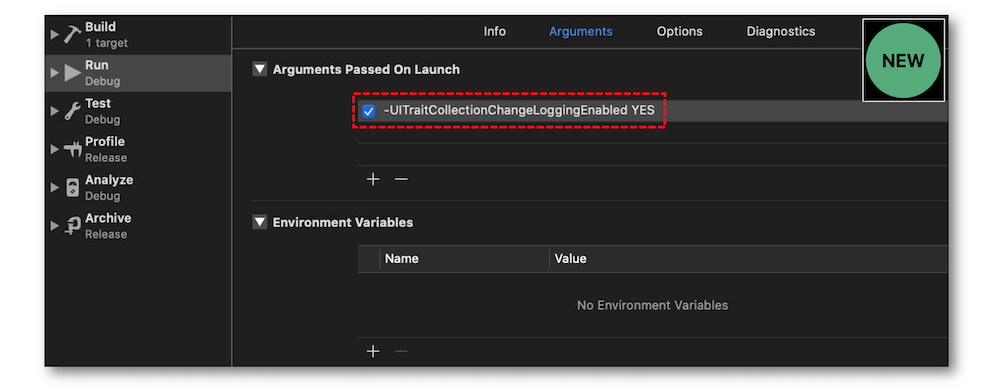 Build
1 target
Run
Debug
Test
Debug
Profile
Release
Analyze
Debug
Archive
Release
Info Arguments Options Diagnostics
NEW
Arguments Passed On Launch
-UITraitCollectionChangeLoggingEnabled YES
Environment Variables
Name Value
No Environment Variables